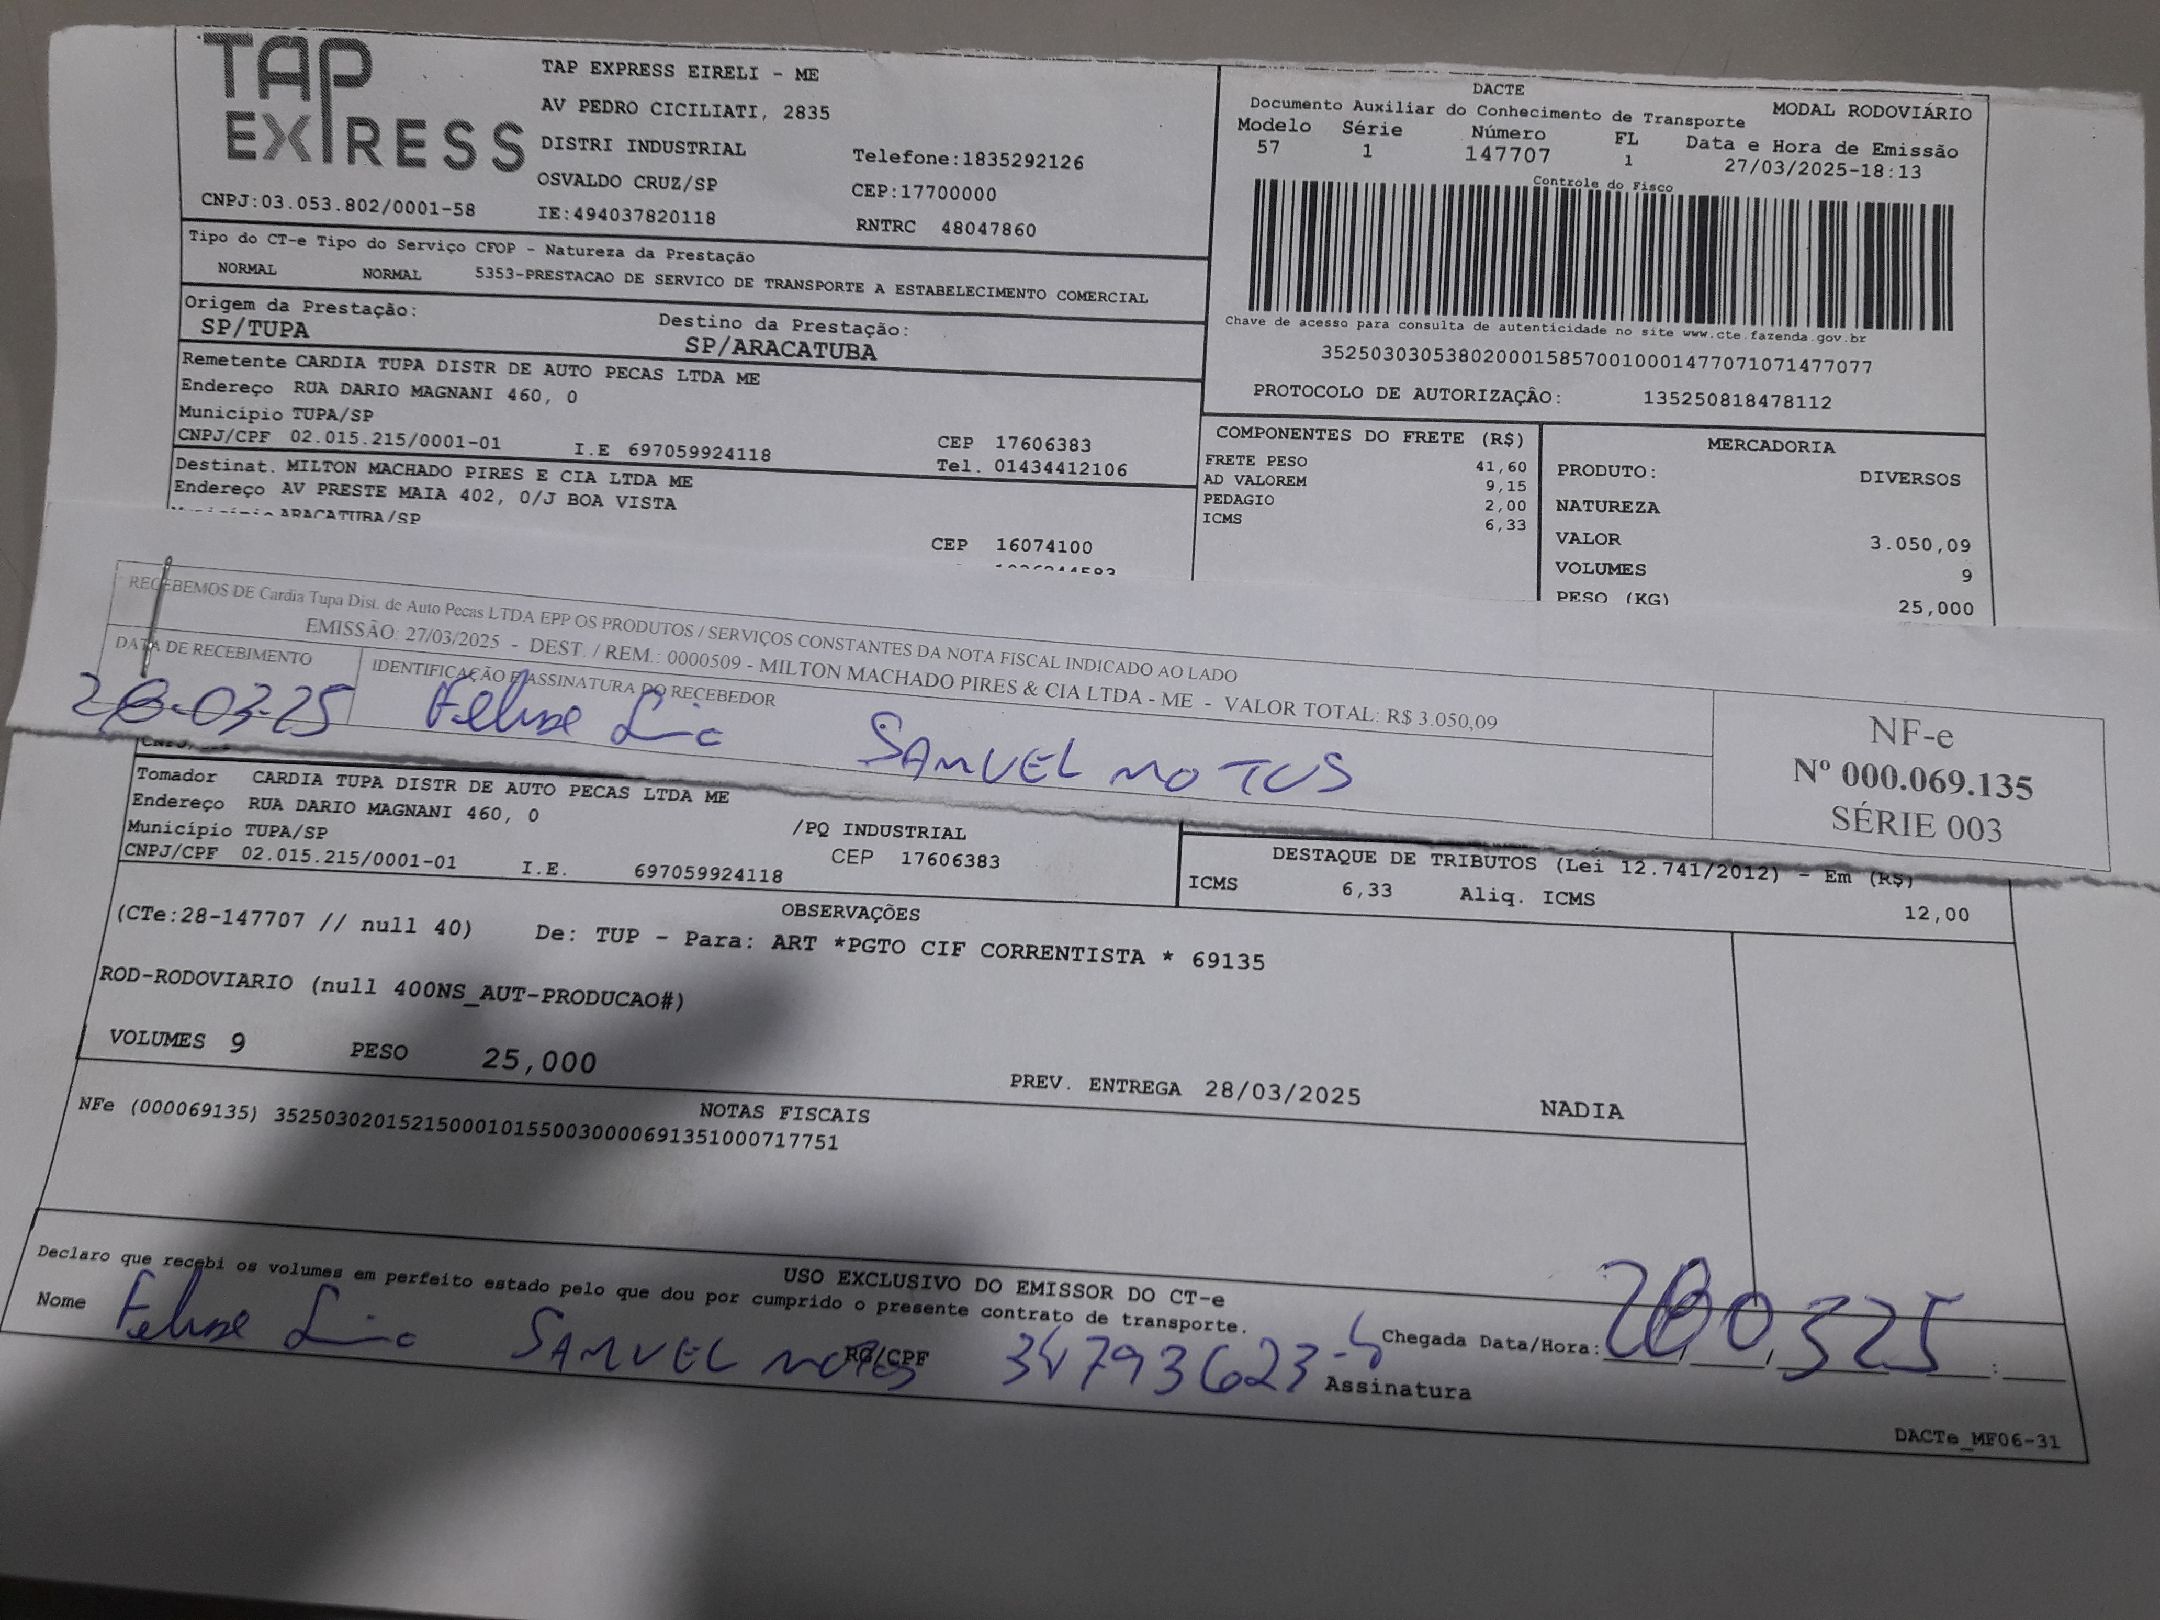 TAP EXPRESS
TAP EXPRESS EIRELI - ME
AV PEDRO CICILIATI, 2835
DISTRI INDUSTRIAL
Telefone:1835292126
OSVALDO CRUZ/SP
CEP:17700000
CNPJ:03.053.802/0001-58
IE:494037820118
RNTRC 48047860
DACTE
Documento Auxiliar do Conhecimento de Transporte
MODAL RODOVIÁRIO
Modelo Série Número FL Data e Hora de Emissão
57 1 147707 1 27/03/2025-18:13
Controle do Fisco
Chave de acesso para consulta de autenticidade no site www.cte.fazenda.gov.br
35250303053802000158570010001477071071477077
PROTOCOLO DE AUTORIZAÇÃO: 135250818478112
Tipo do CT-e Tipo do Serviço CFOP - Natureza da Prestação
NORMAL NORMAL 5353-PRESTACAO DE SERVICO DE TRANSPORTE A ESTABELECIMENTO COMERCIAL
Origem da Prestação: Destino da Prestação:
SP/TUPA SP/ARACATUBA
Remetente CARDIA TUPA DISTR DE AUTO PECAS LTDA ME
Endereço RUA DARIO MAGNANI 460, 0
Município TUPA/SP
CEP 17606383
CNPJ/CPF 02.015.215/0001-01 I.E 697059924118
Tel. 01434412106
Destinat. MILTON MACHADO PIRES E CIA LTDA ME
Endereço AV PRESTE MAIA 402, 0/J BOA VISTA
Município ARACATUBA/SP
CEP 16074100
COMPONENTES DO FRETE (R$)
FRETE PESO 41,60
AD VALOREM 9,15
PEDAGIO 2,00
ICMS 6,33
MERCADORIA
PRODUTO: DIVERSOS
NATUREZA
VALOR 3.050,09
VOLUMES 9
PESO (KG) 25,000
RECEBEMOS DE Cardia Tupa Dist. de Auto Pecas LTDA EPP OS PRODUTOS / SERVIÇOS CONSTANTES DA NOTA FISCAL INDICADO AO LADO
EMISSÃO: 27/03/2025 - DEST. / REM.: 0000509 - MILTON MACHADO PIRES & CIA LTDA - ME - VALOR TOTAL: R$ 3.050,09
DATA DE RECEBIMENTO
IDENTIFICAÇÃO E ASSINATURA DO RECEBEDOR
28-03-25 Felipe SAMUEL
NF-e
Nº 000.069.135
SÉRIE 003
Tomador CARDIA TUPA DISTR DE AUTO PECAS LTDA ME
Endereço RUA DARIO MAGNANI 460, 0
/PQ INDUSTRIAL
Município TUPA/SP
CEP 17606383
CNPJ/CPF 02.015.215/0001-01 I.E. 697059924118
DESTAQUE DE TRIBUTOS (Lei 12.741/2012) - Em (R$)
ICMS 6,33 Aliq. ICMS 12,00
OBSERVAÇÕES
(CTe:28-147707 // null 40) De: TUP - Para: ART *PGTO CIF CORRENTISTA * 69135
ROD-RODOVIARIO (null 400NS_AUT-PRODUCAO#)
VOLUMES 9 PESO 25,000
PREV. ENTREGA 28/03/2025 NADIA
NOTAS FISCAIS
NFe (000069135) 35250302015215000101550030000691351000717751
USO EXCLUSIVO DO EMISSOR DO CT-e
Declaro que recebi os volumes em perfeito estado pelo que dou por cumprido o presente contrato de transporte.
Nome Felipe SAMUEL RG/CPF 34793623 Chegada Data/Hora:
Assinatura
DACTe_MF06-31